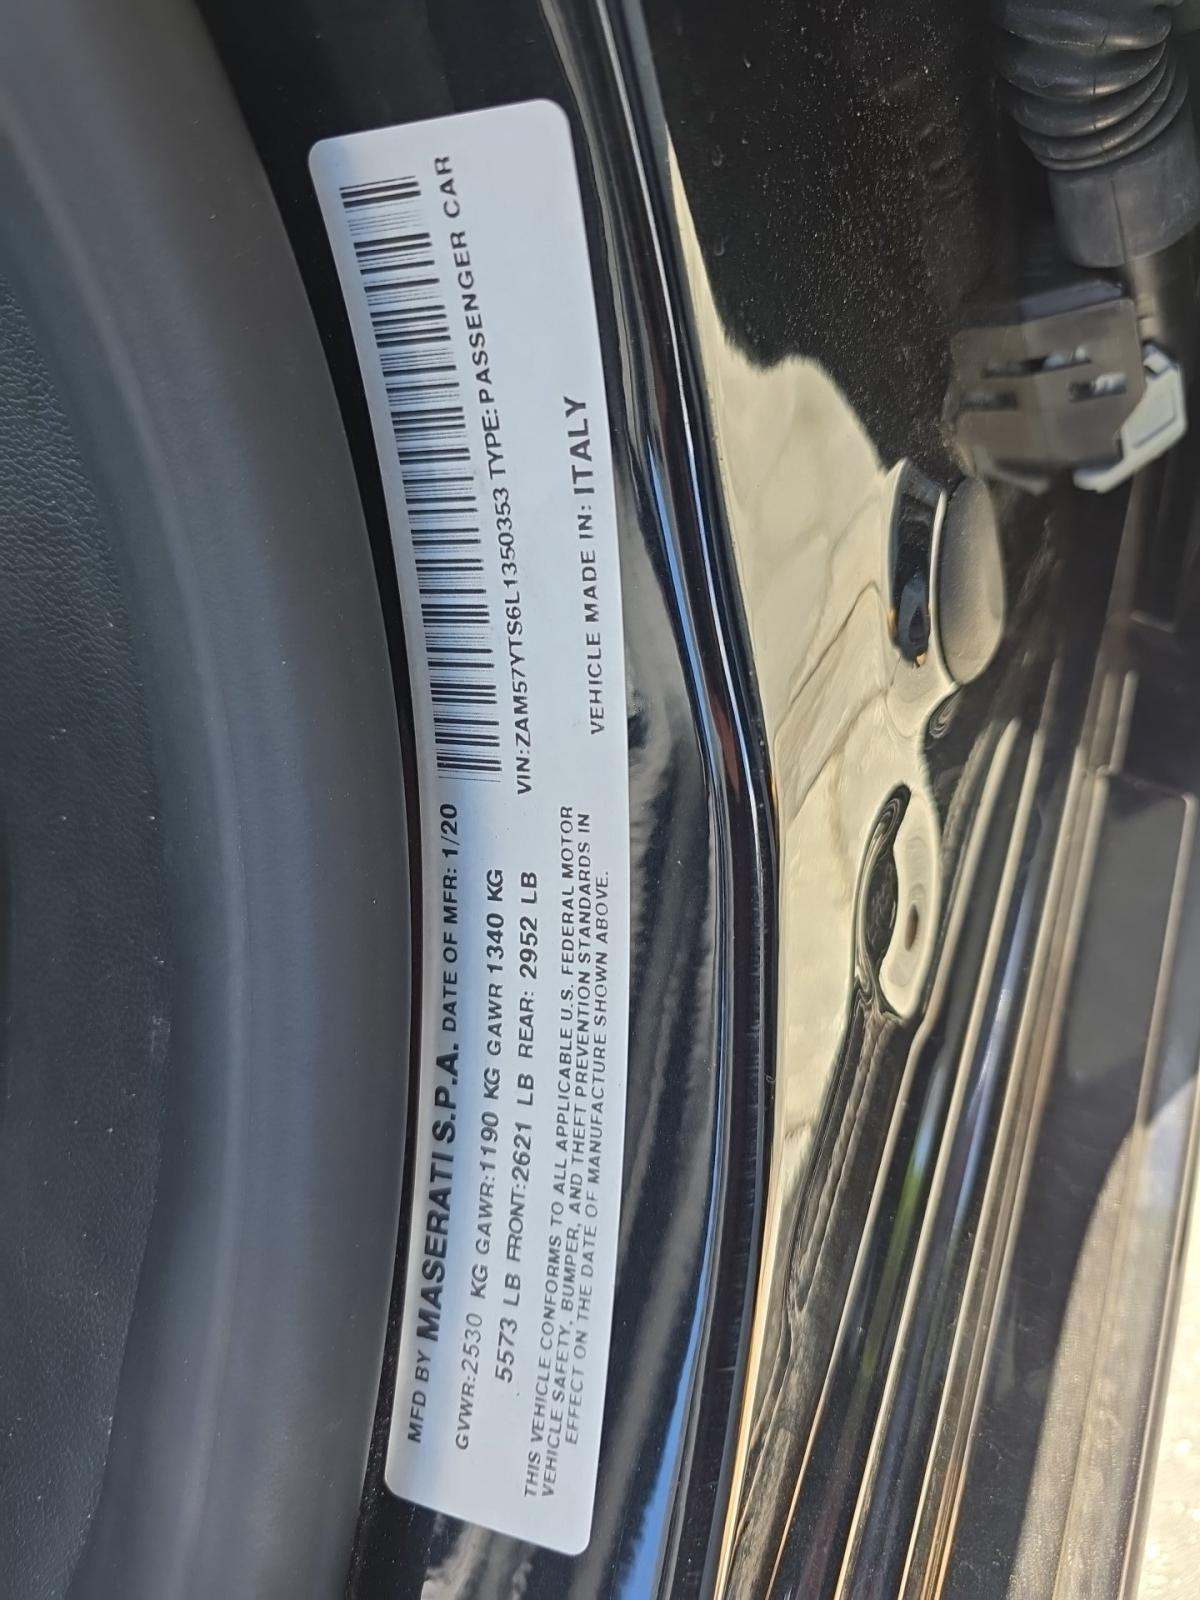 MFD BY MASERATI S.P.A. DATE OF MFR: 1/20
GVWR:2530 KG GAWR:1190 KG GAWR 1340 KG
5573 LB FRONT:2621 LB REAR: 2952 LB
THIS VEHICLE CONFORMS TO ALL APPLICABLE U.S. FEDERAL MOTOR
VEHICLE SAFETY, BUMPER, AND THEFT PREVENTION STANDARDS IN
EFFECT ON THE DATE OF MANUFACTURE SHOWN ABOVE.
VIN:ZAM57YTS6L1350353 TYPE:PASSENGER CAR
VEHICLE MADE IN: ITALY